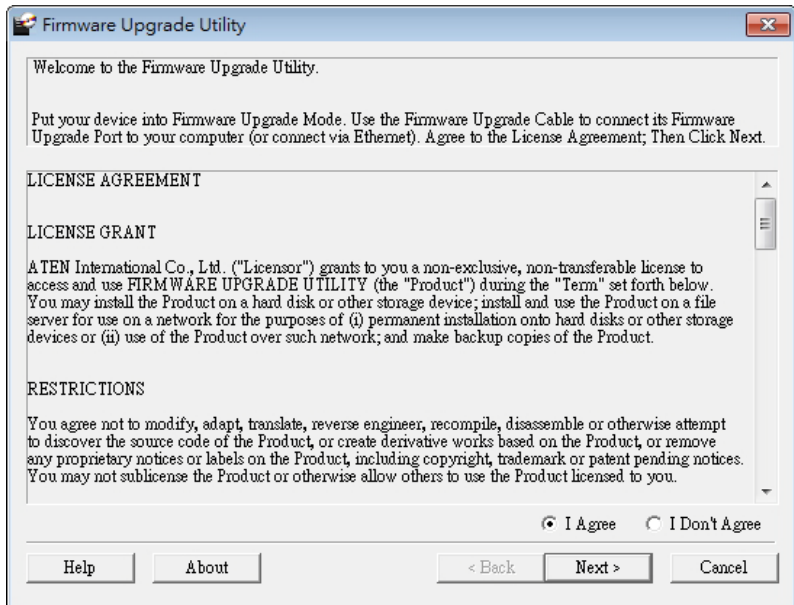 Firmware Upgrade Utility
Welcome to the Firmware Upgrade Utility.
Put your device into Firmware Upgrade Mode. Use the Firmware Upgrade Cable to connect its Firmware
Upgrade Port to your computer (or connect via Ethernet). Agree to the License Agreement; Then Click Next.
LICENSE AGREEMENT
LICENSE GRANT
ATEN International Co., Ltd. ("Licensor") grants to you a non-exclusive, non-transferable license to
access and use FIRMWARE UPGRADE UTILITY (the "Product") during the "Term" set forth below.
You may install the Product on a hard disk or other storage device; install and use the Product on a file
server for use on a network for the purposes of (i) permanent installation onto hard disks or other storage
devices or (ii) use of the Product over such network; and make backup copies of the Product.
RESTRICTIONS
You agree not to modify, adapt, translate, reverse engineer, recompile, disassemble or otherwise attempt
to discover the source code of the Product, or create derivative works based on the Product, or remove
any proprietary notices or labels on the Product, including copyright, trademark or patent pending notices.
You may not sublicense the Product or otherwise allow others to use the Product licensed to you.
I Agree I Don't Agree
Help About < Back Next > Cancel